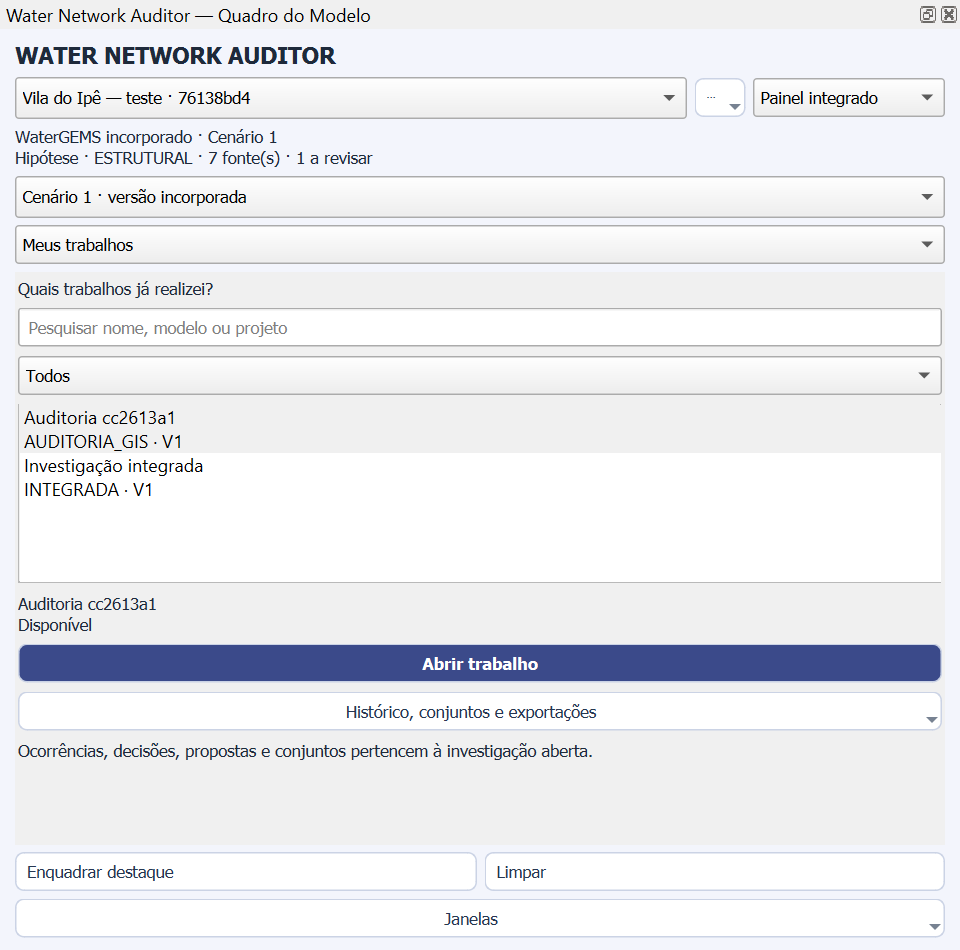 Water Network Auditor — Quadro do Modelo
WATER NETWORK AUDITOR
Vila do Ipê — teste · 76138bd4
...
Painel integrado
WaterGEMS incorporado · Cenário 1
Hipótese · ESTRUTURAL · 7 fonte(s) · 1 a revisar
Cenário 1 · versão incorporada
Meus trabalhos
Quais trabalhos já realizei?
Pesquisar nome, modelo ou projeto
Todos
Auditoria cc2613a1
AUDITORIA_GIS · V1
Investigação integrada
INTEGRADA · V1
Auditoria cc2613a1
Disponível
Abrir trabalho
Histórico, conjuntos e exportações
Ocorrências, decisões, propostas e conjuntos pertencem à investigação aberta.
Enquadrar destaque
Limpar
Janelas